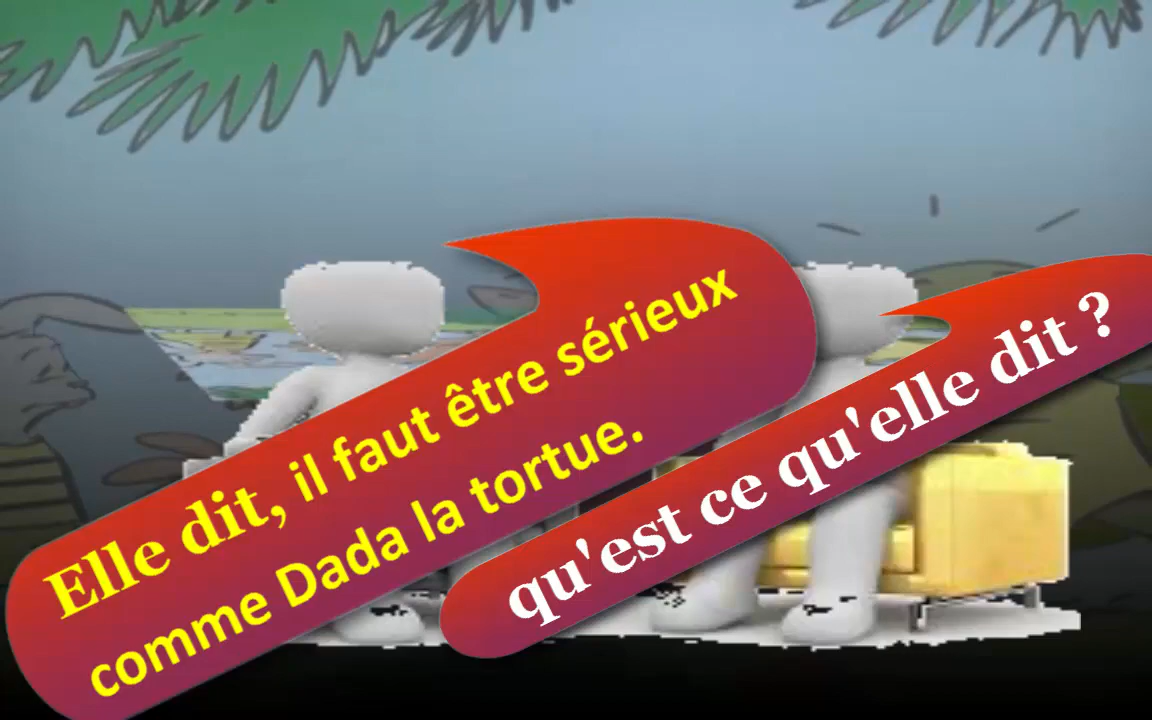 Elle dit, il faut être sérieux
comme Dada la tortue.
qu'est ce qu'elle dit ?